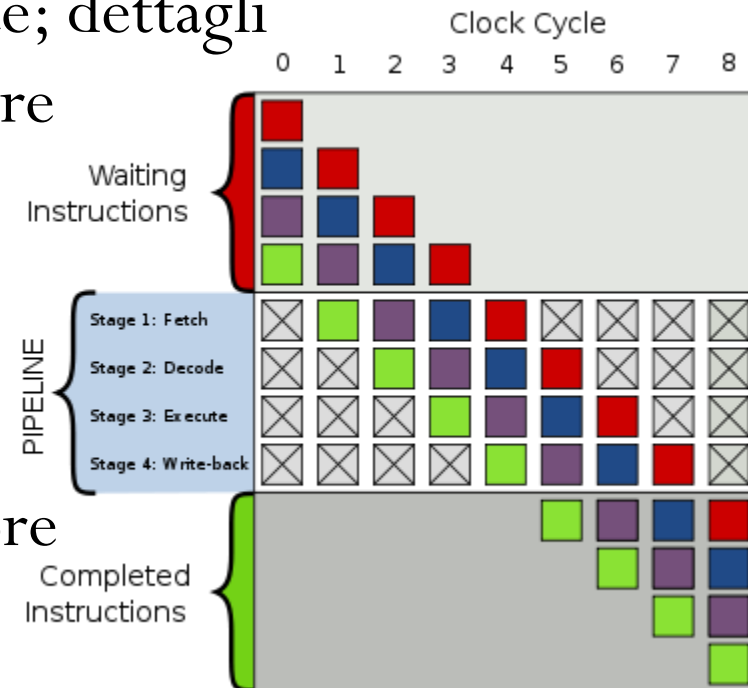 e; dettagli
Clock Cycle
0 1 2 3 4 5 6 7 8
re
Waiting
Instructions
PIPELINE
Stage 1: Fetch
Stage 2: Decode
Stage 3: Execute
Stage 4: Write-back
re
Completed
Instructions